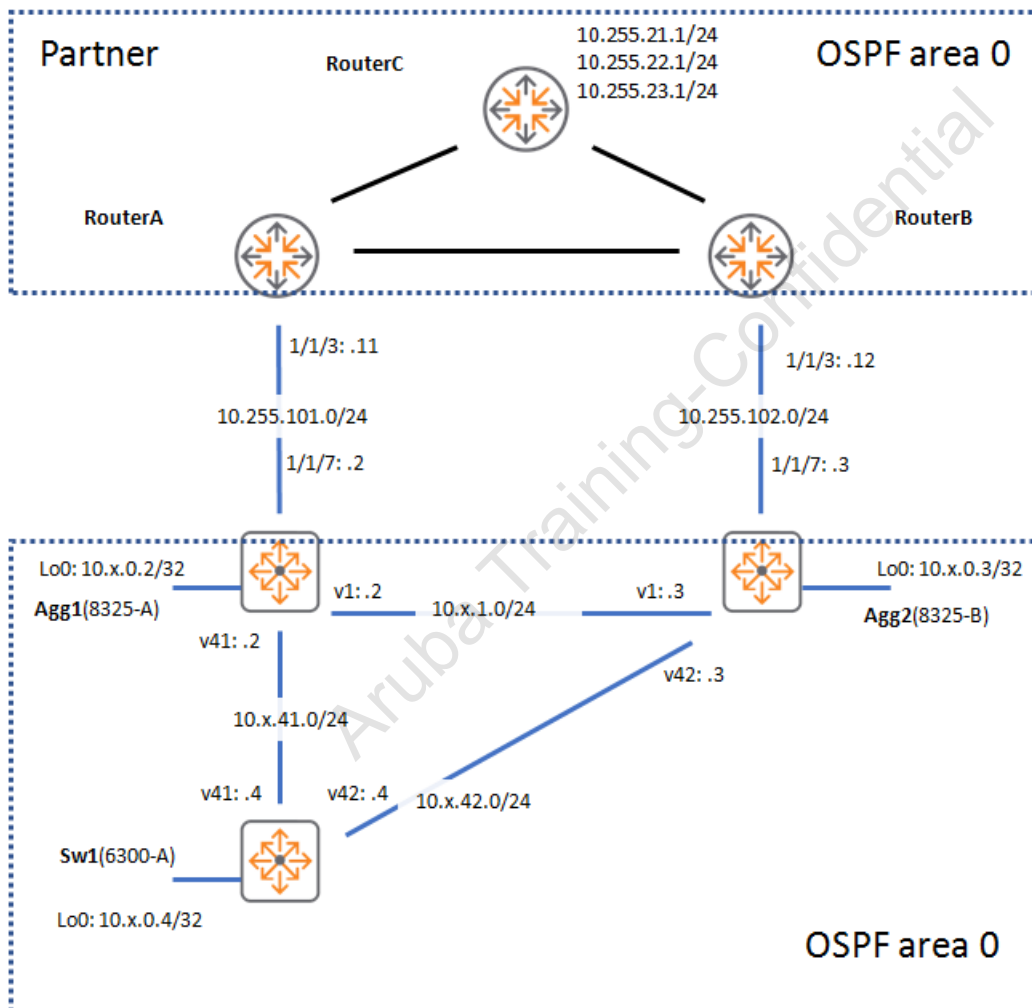 Partner
RouterC
10.255.21.1/24
10.255.22.1/24
10.255.23.1/24
OSPF area 0
RouterA
RouterB
1/1/3: .11
1/1/3: .12
10.255.101.0/24
10.255.102.0/24
1/1/7: .2
1/1/7: .3
Lo0: 10.x.0.2/32
Agg1(8325-A)
v1: .2
10.x.1.0/24
v1: .3
Lo0: 10.x.0.3/32
Agg2(8325-B)
v41: .2
v42: .3
10.x.41.0/24
v41: .4
v42: .4
10.x.42.0/24
Sw1(6300-A)
Lo0: 10.x.0.4/32
OSPF area 0
Aruba Training-Confidential